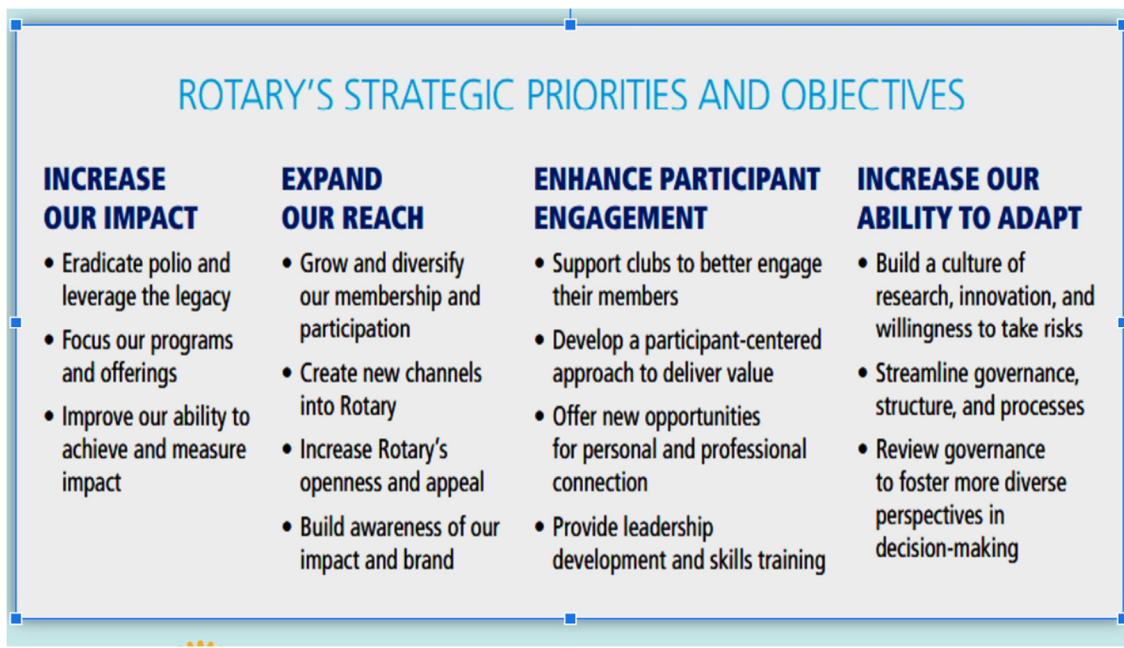 ROTARY'S STRATEGIC PRIORITIES AND OBJECTIVES
INCREASE
OUR IMPACT
• Eradicate polio and
leverage the legacy
• Focus our programs
and offerings
• Improve our ability to
achieve and measure
impact
EXPAND
OUR REACH
• Grow and diversify
our membership and
participation
• Create new channels
into Rotary
• Increase Rotary's
openness and appeal
• Build awareness of our
impact and brand
ENHANCE PARTICIPANT
ENGAGEMENT
• Support clubs to better engage
their members
• Develop a participant-centered
approach to deliver value
• Offer new opportunities
for personal and professional
connection
• Provide leadership
development and skills training
INCREASE OUR
ABILITY TO ADAPT
• Build a culture of
research, innovation, and
willingness to take risks
• Streamline governance,
structure, and processes
• Review governance
to foster more diverse
perspectives in
decision-making